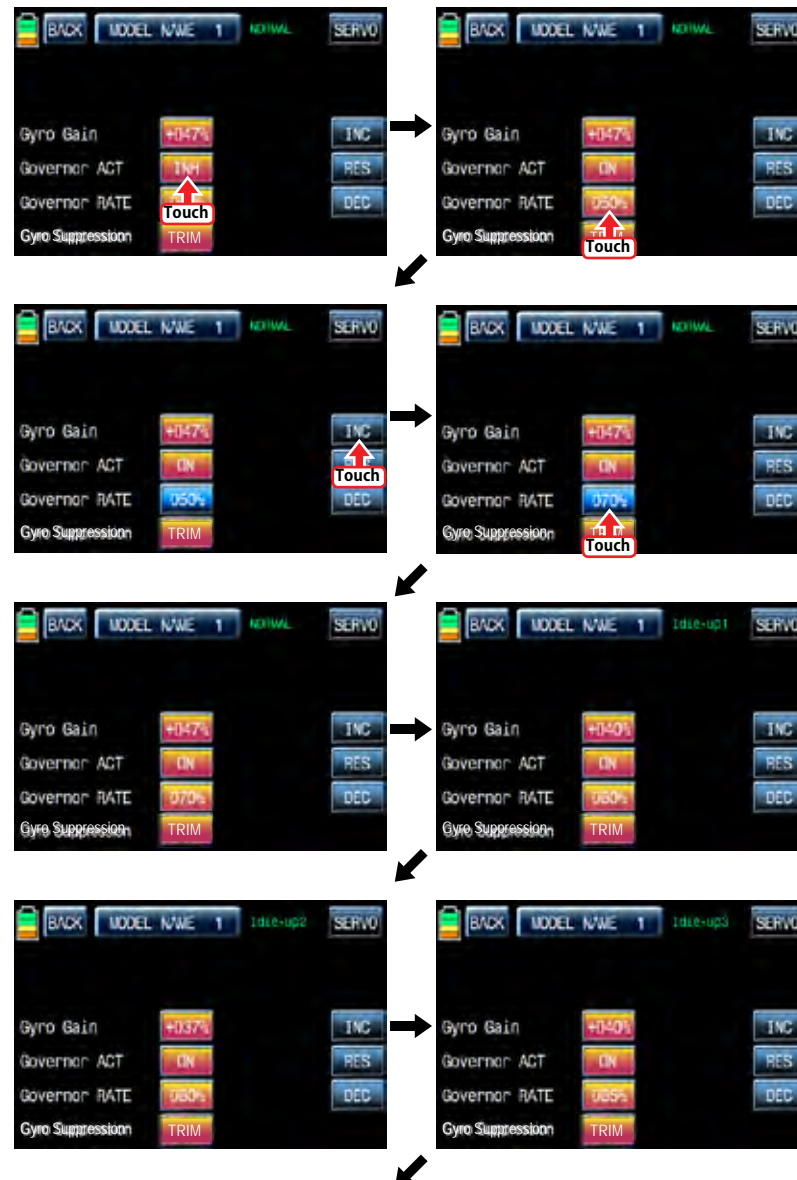 BACK MODEL NAME 1 NORMAL SERVO
Gyro Gain +047% INC
Governor ACT INH RES
Governor RATE DEC
Touch
Gyro Suppression TRIM
BACK MODEL NAME 1 NORMAL SERVO
Gyro Gain +047% INC
Governor ACT ON RES
Governor RATE 050% DEC
Gyro Suppression
Touch
BACK MODEL NAME 1 NORMAL SERVO
Gyro Gain +047% INC
Governor ACT ON
Touch
Governor RATE 050% DEC
Gyro Suppression TRIM
BACK MODEL NAME 1 NORMAL SERVO
Gyro Gain +047% INC
Governor ACT ON RES
Governor RATE 070% DEC
Gyro Suppression
Touch
BACK MODEL NAME 1 NORMAL SERVO
Gyro Gain +047% INC
Governor ACT ON RES
Governor RATE 070% DEC
Gyro Suppression TRIM
BACK MODEL NAME 1 Idle-up1 SERVO
Gyro Gain +040% INC
Governor ACT ON RES
Governor RATE DEC
Gyro Suppression TRIM
BACK MODEL NAME 1 Idle-up2 SERVO
Gyro Gain +037% INC
Governor ACT ON RES
Governor RATE DEC
Gyro Suppression TRIM
BACK MODEL NAME 1 Idle-up3 SERVO
Gyro Gain +040% INC
Governor ACT ON RES
Governor RATE 085% DEC
Gyro Suppression TRIM